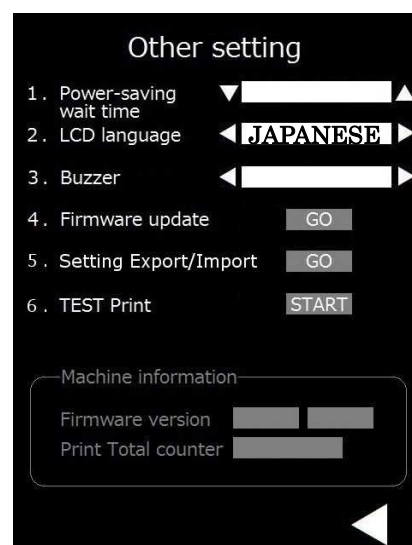 Other setting
1. Power-saving
wait time
2. LCD language JAPANESE
3. Buzzer
4. Firmware update GO
5. Setting Export/Import GO
6. TEST Print START
Machine information
Firmware version
Print Total counter